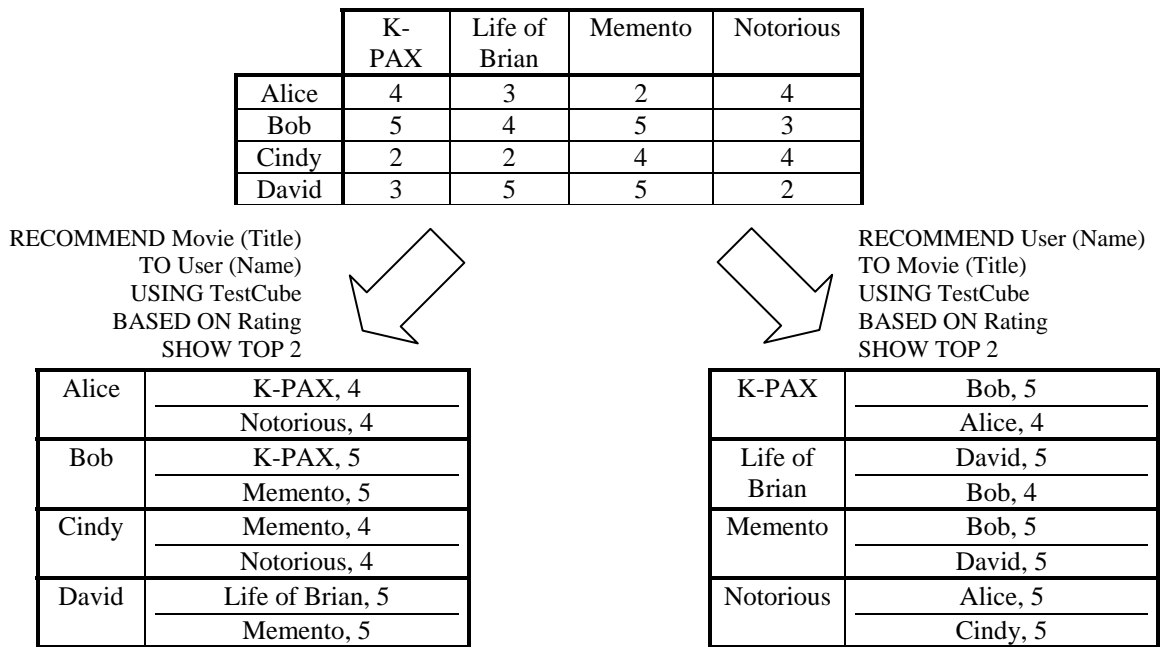 K- Life of Memento Notorious
PAX Brian
Alice 4 3 2 4
Bob 5 4 5 3
Cindy 2 2 4 4
David 3 5 5 2
RECOMMEND Movie (Title)
TO User (Name)
USING TestCube
BASED ON Rating
SHOW TOP 2
RECOMMEND User (Name)
TO Movie (Title)
USING TestCube
BASED ON Rating
SHOW TOP 2
Alice K-PAX, 4
Notorious, 4
Bob K-PAX, 5
Memento, 5
Cindy Memento, 4
Notorious, 4
David Life of Brian, 5
Memento, 5
K-PAX Bob, 5
Alice, 4
Life of David, 5
Brian Bob, 4
Memento Bob, 5
David, 5
Notorious Alice, 5
Cindy, 5